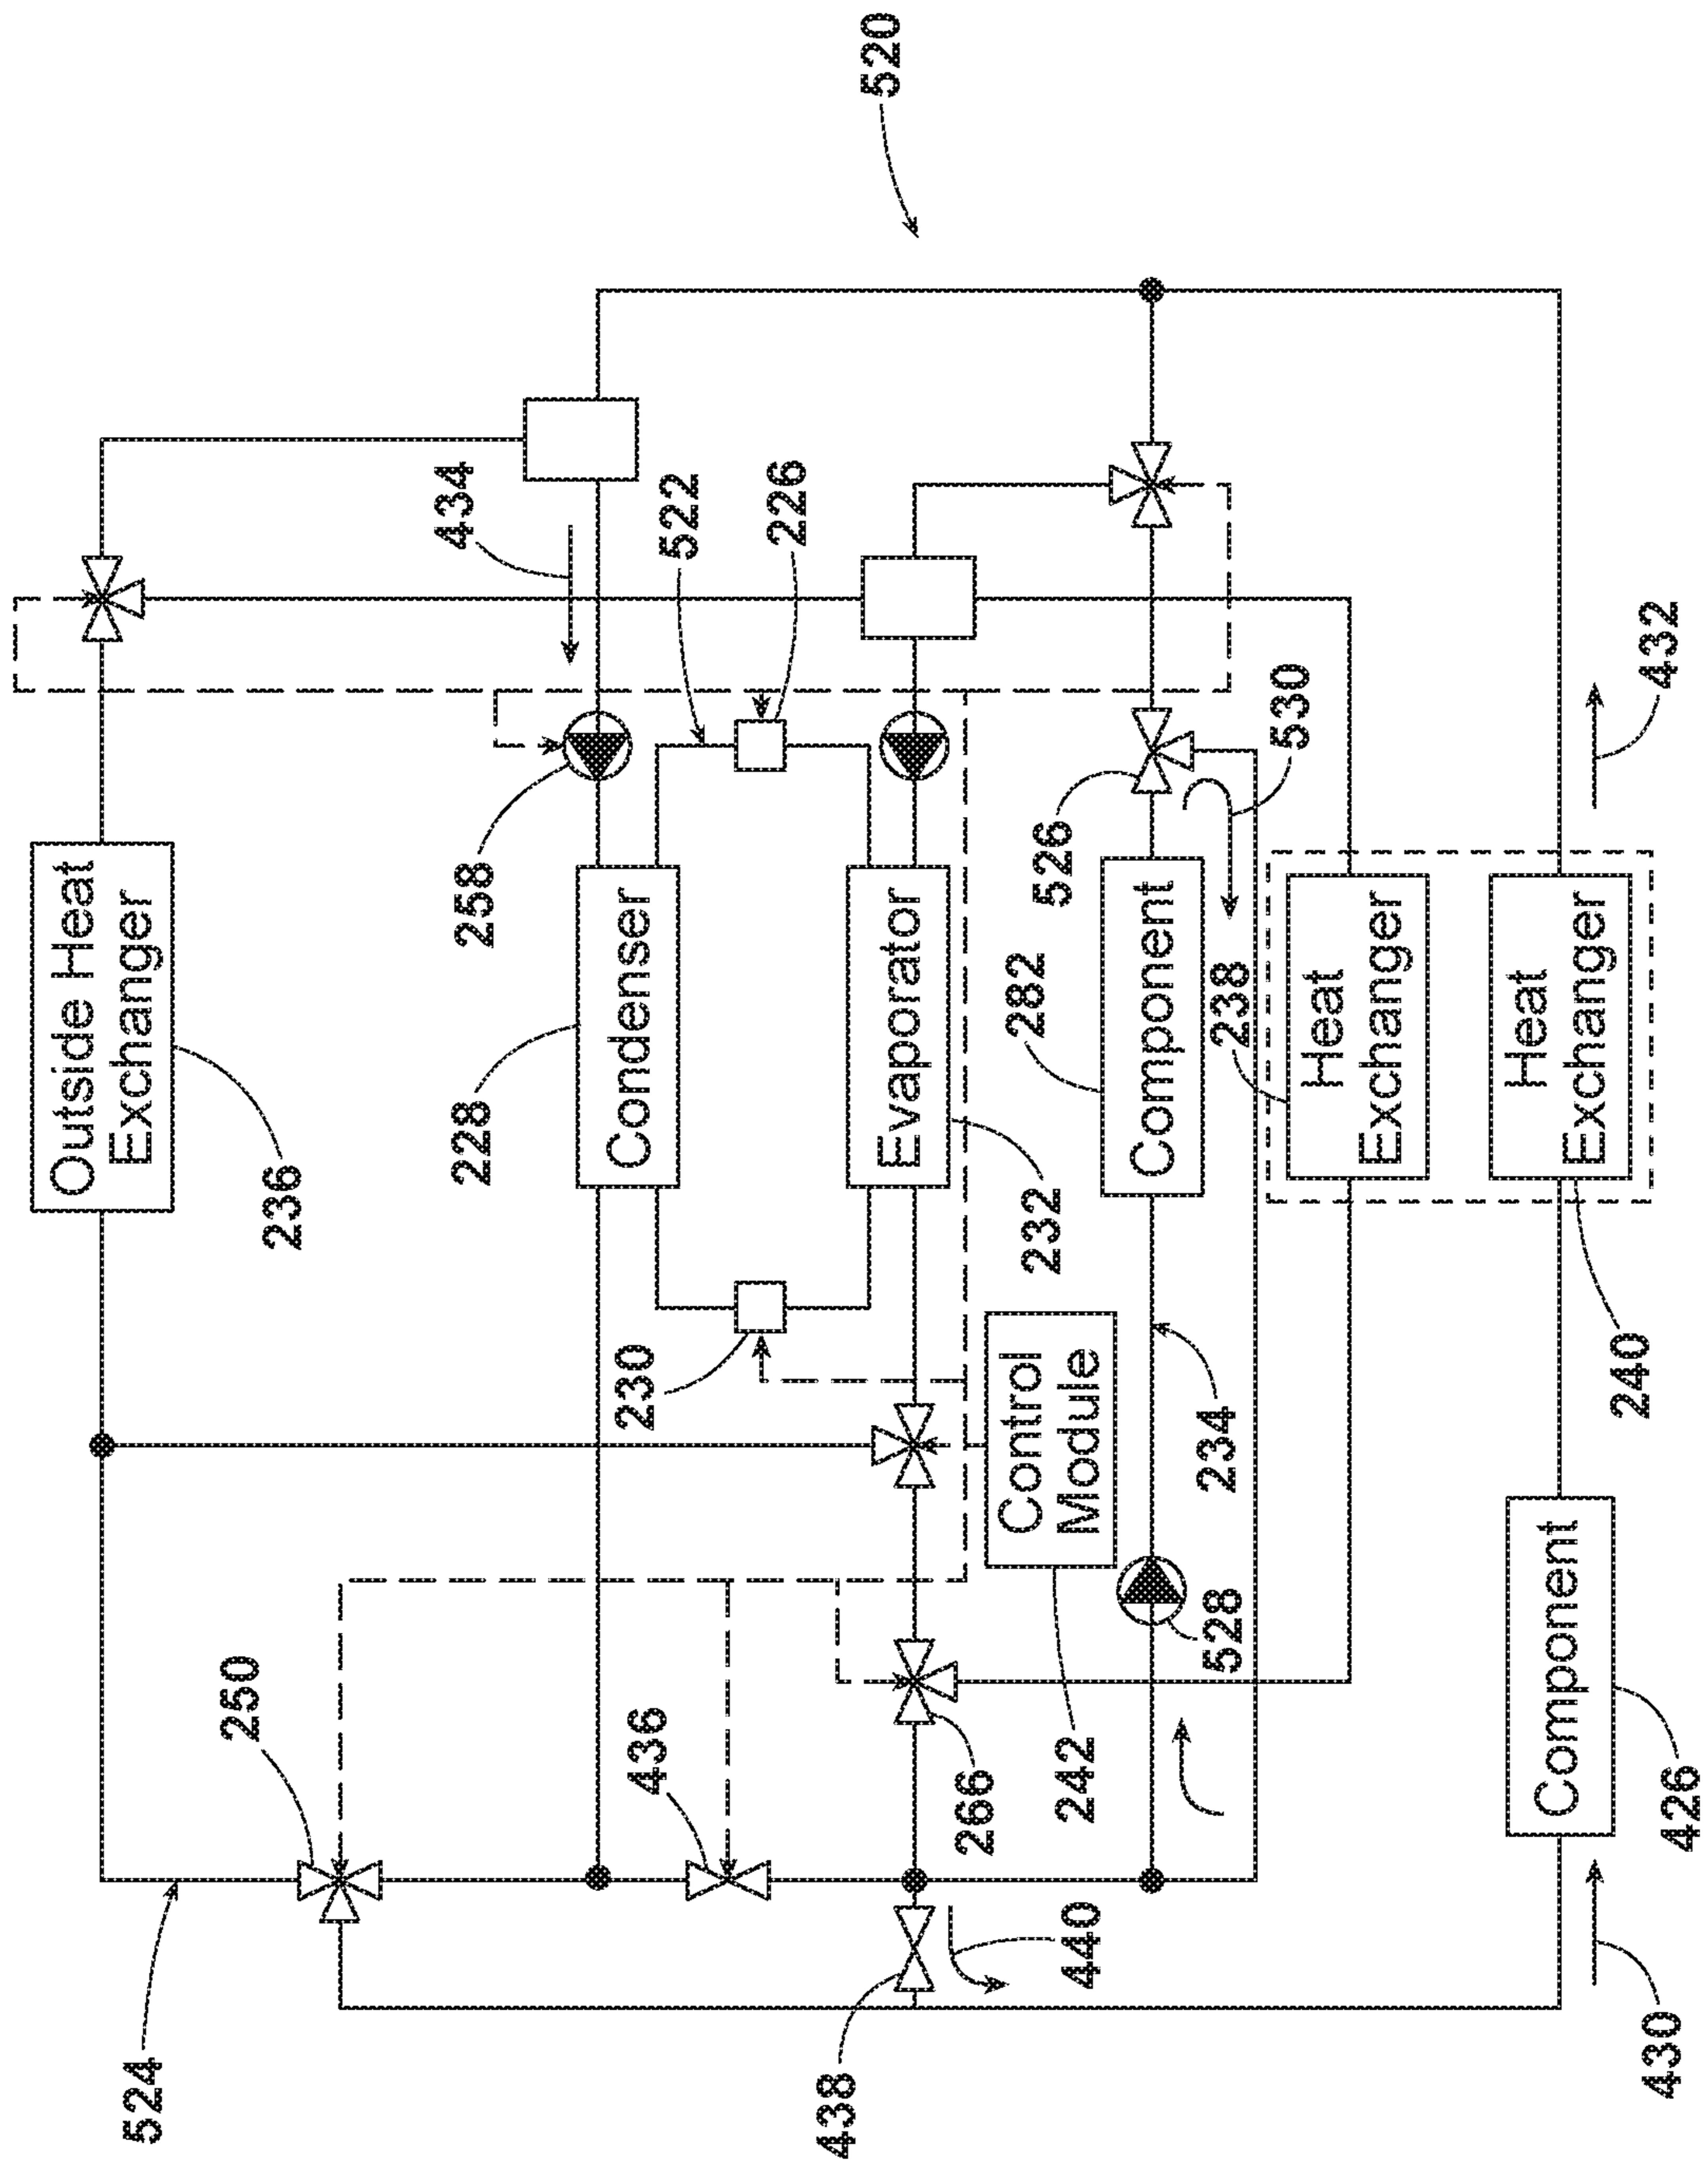 Outside Heat
Exchanger
524
250
236
228
258
434
520
436
230
Condenser
522
226
438
Evaporator
266
232
282
526
440
242
Control
Module
Component
528
234
238
530
Heat
Exchanger
Component
Heat
Exchanger
430
426
240
432